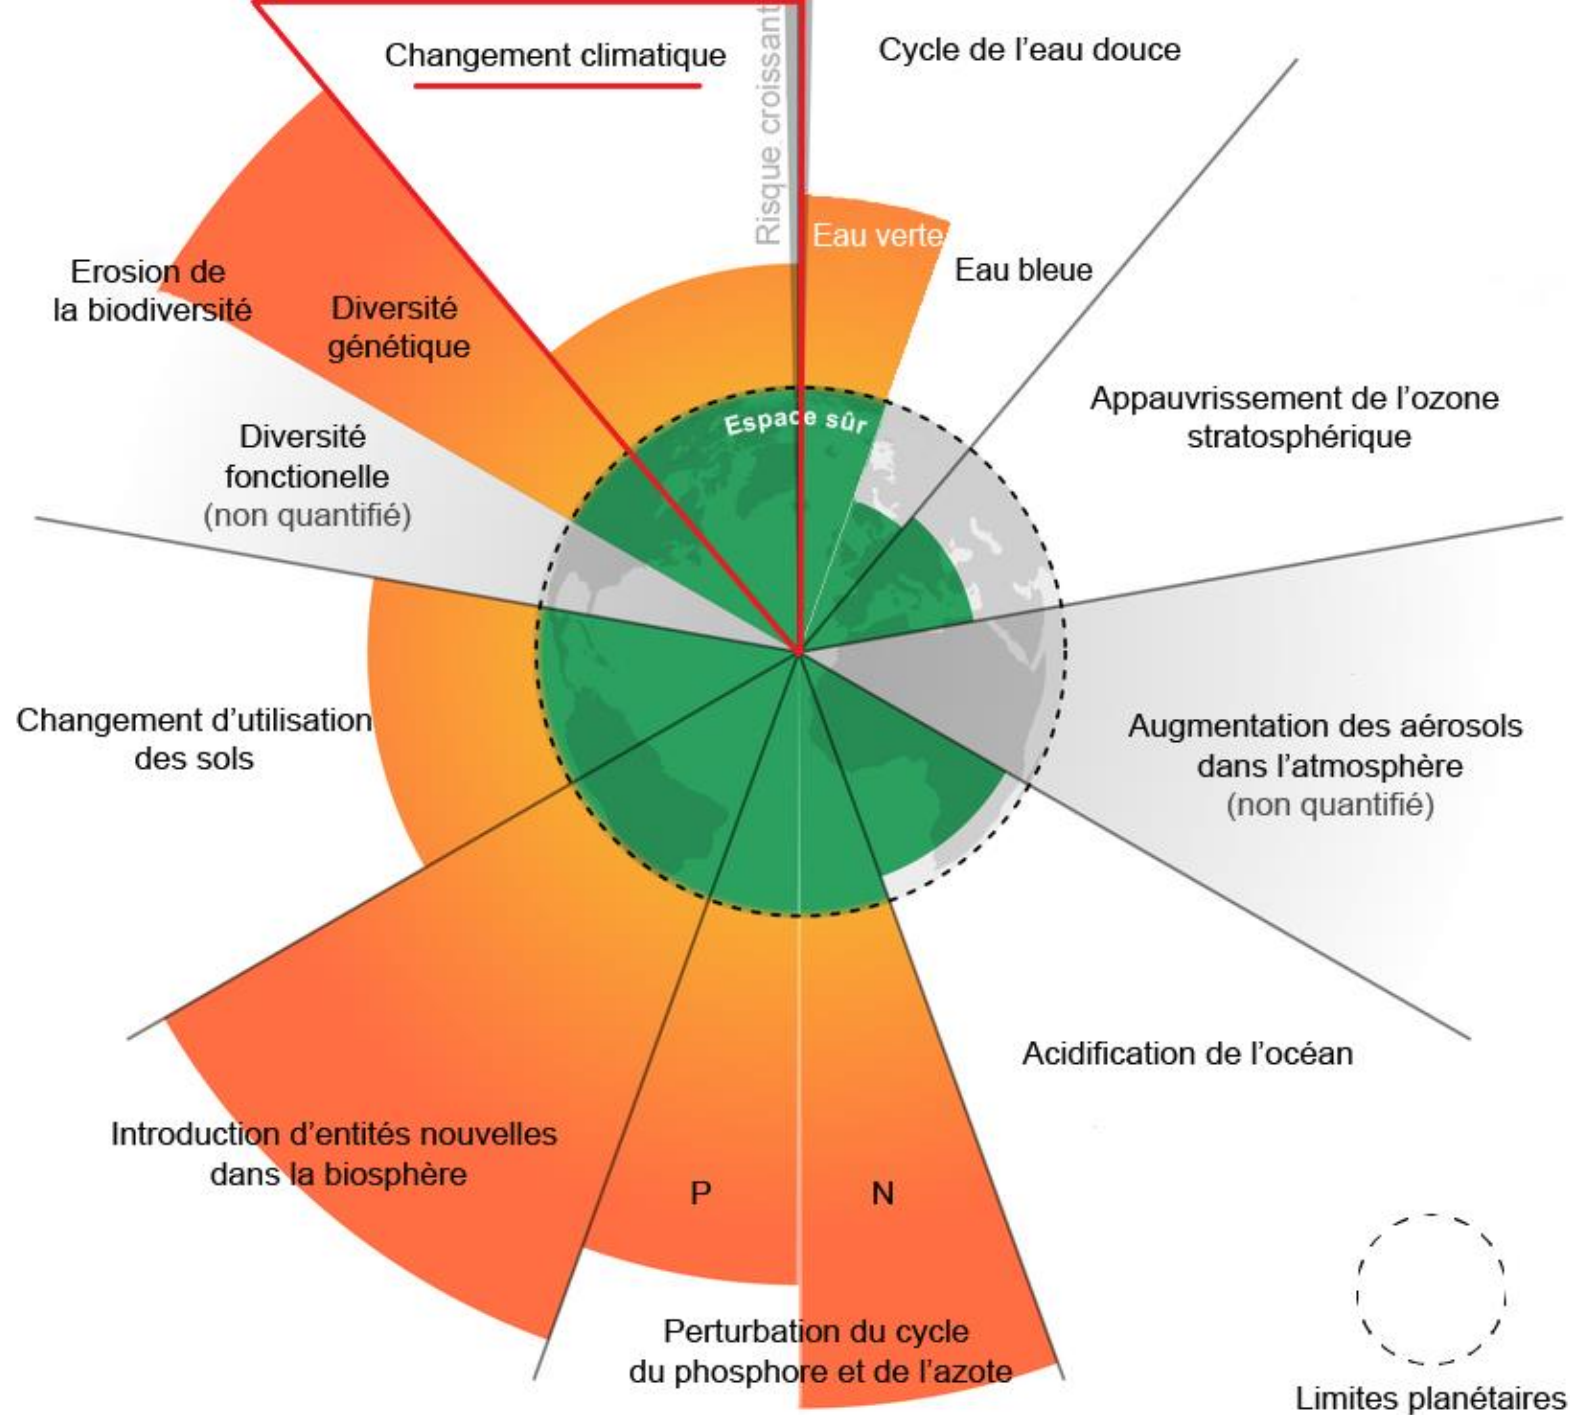 Changement climatique
Risque croissant
Cycle de l’eau douce
Eau verte
Eau bleue
Erosion de
la biodiversité
Diversité
génétique
Diversité
fonctionelle
(non quantifié)
Espace sûr
Appauvrissement de l’ozone
stratosphérique
Changement d’utilisation
des sols
Augmentation des aérosols
dans l’atmosphère
(non quantifié)
Acidification de l’océan
Introduction d’entités nouvelles
dans la biosphère
P
N
Perturbation du cycle
du phosphore et de l’azote
Limites planétaires